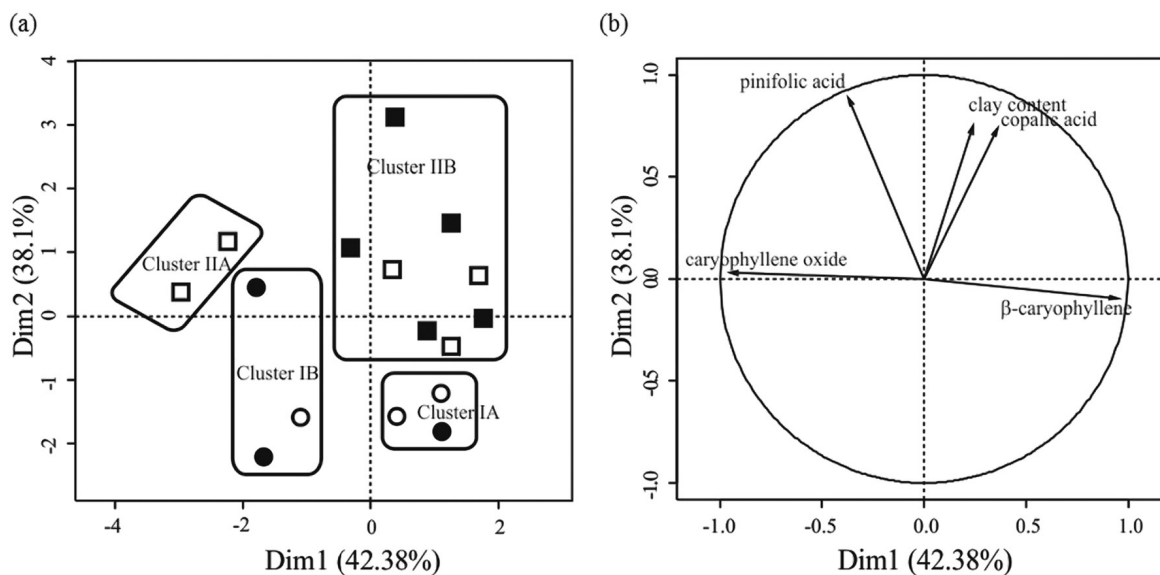 (a)
4
3
2
1
0
-1
-2
Dim2 (38.1%)
Cluster IIB
Cluster IIA
Cluster IB
Cluster IA
-4
-2
0
2
Dim1 (42.38%)
(b)
1.0
0.5
0.0
-0.5
-1.0
Dim2 (38.1%)
pinifolic acid
clay content
copalic acid
caryophyllene oxide
β-caryophyllene
-1.0
-0.5
0.0
0.5
1.0
Dim1 (42.38%)